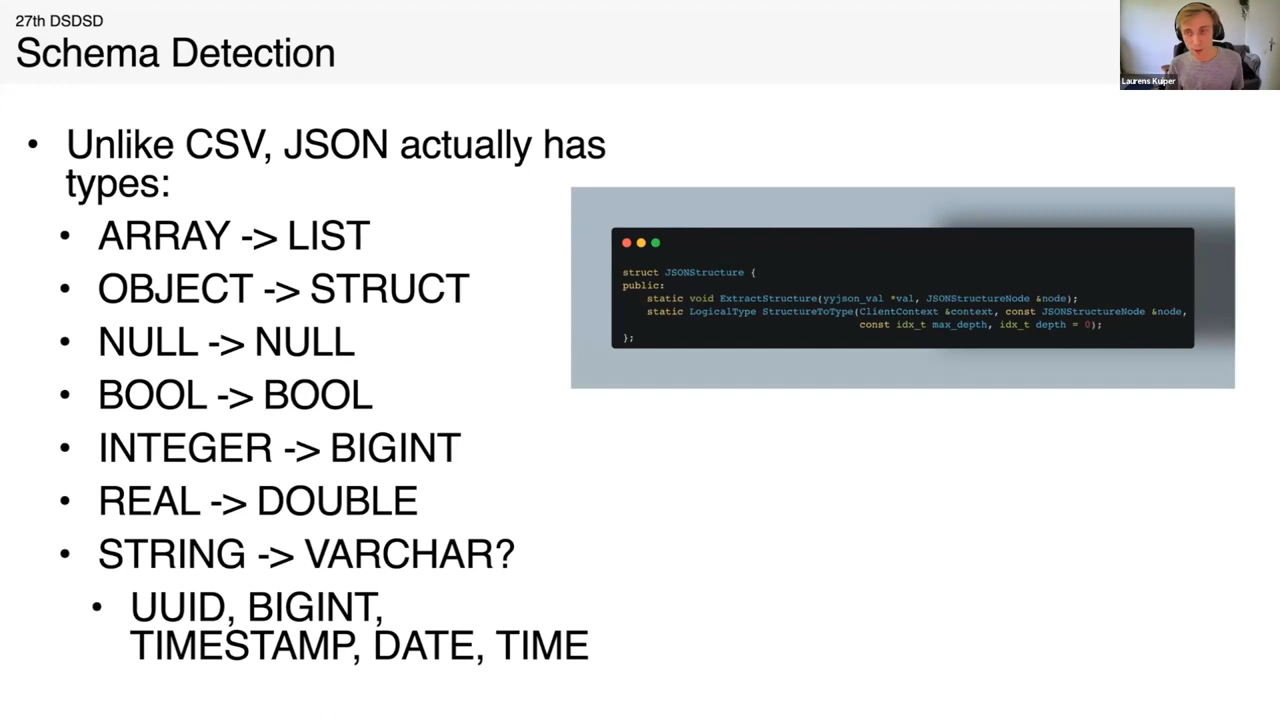 27th DSDSD
Schema Detection
Laurens Kuiper
• Unlike CSV, JSON actually has
types:
• ARRAY -> LIST
• OBJECT -> STRUCT
• NULL -> NULL
• BOOL -> BOOL
• INTEGER -> BIGINT
• REAL -> DOUBLE
• STRING -> VARCHAR?
• UUID, BIGINT,
TIMESTAMP, DATE, TIME
struct JSONStructure {
public:
    static void ExtractStructure(yyjson_val *val, JSONStructureNode &node);
    static LogicalType StructureToType(ClientContext &context, const JSONStructureNode &node,
                                       const idx_t max_depth, idx_t depth = 0);
};